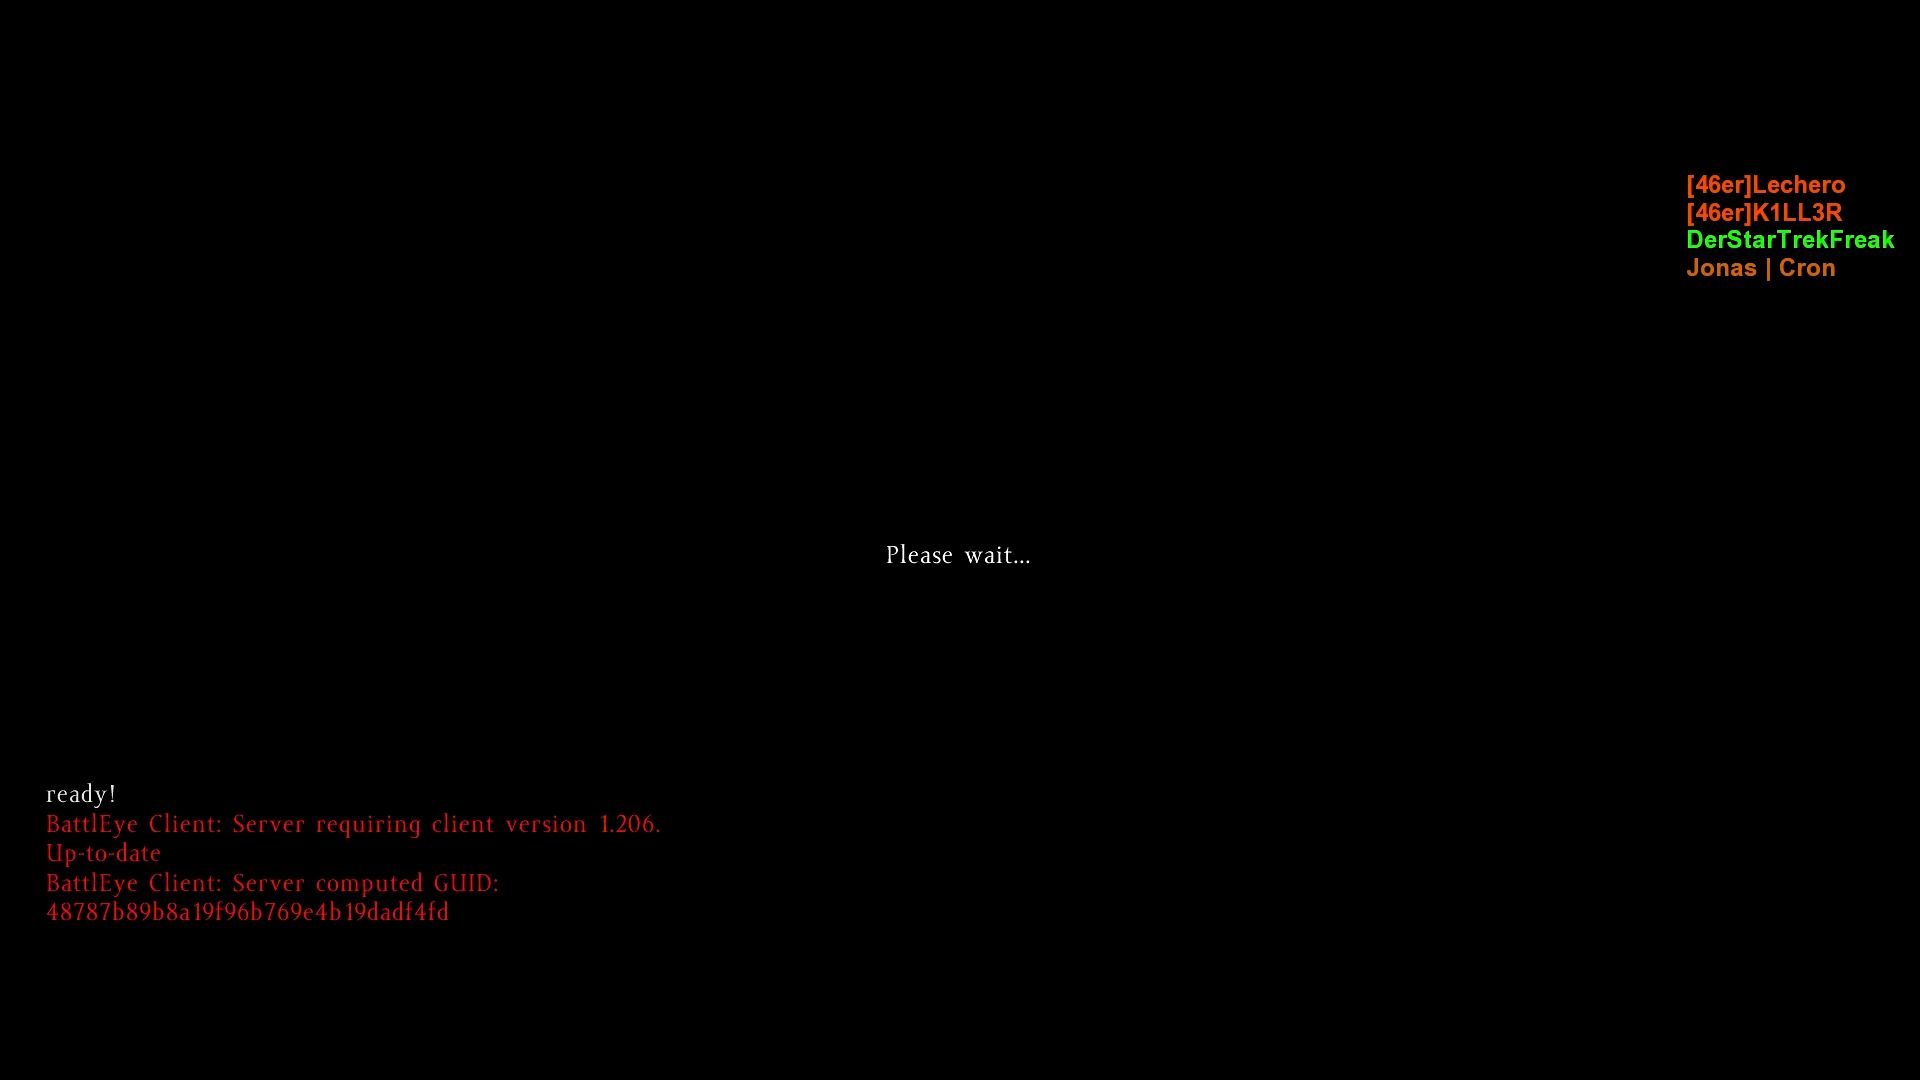 [46er]Lechero
[46er]K1LL3R
DerStarTrekFreak
Jonas | Cron
Please wait...
ready!
BattlEye Client: Server requiring client version 1.206.
Up-to-date
BattlEye Client: Server computed GUID:
48787b89b8a19f96b769e4b19dadf4fd